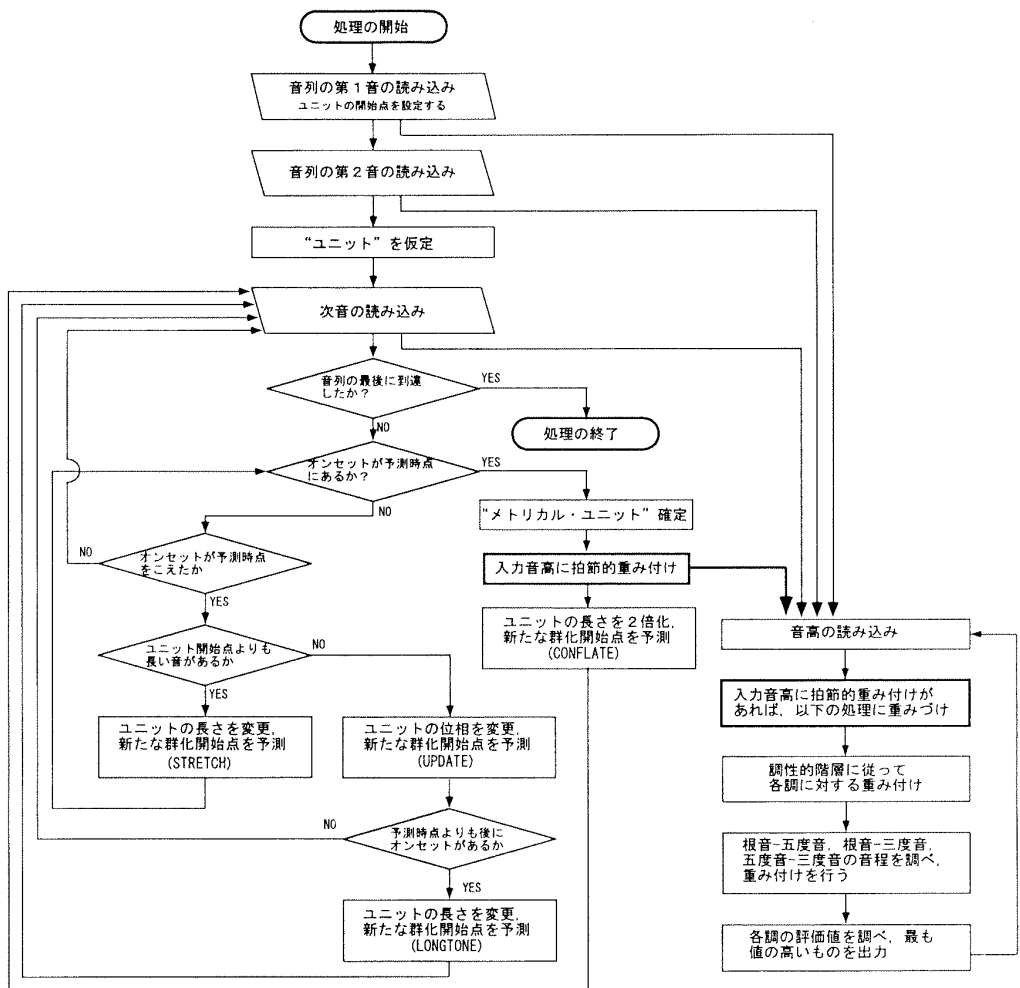 処理の開始
音列の第1音の読み込み
ユニットの開始点を設定する
音列の第2音の読み込み
“ユニット”を仮定
次音の読み込み
音列の最後に到達
したか?
YES
NO
処理の終了
オンセットが予測時点
にあるか?
YES
NO
“メトリカル・ユニット”確定
オンセットが予測時点
をこえたか
NO
YES
入力音高に拍節的重み付け
ユニットの長さを2倍化,
新たな群化開始点を予測
(CONFLATE)
ユニット開始点よりも
長い音があるか
NO
YES
ユニットの長さを変更,
新たな群化開始点を予測
(STRETCH)
ユニットの位相を変更,
新たな群化開始点を予測
(UPDATE)
予測時点よりも後に
オンセットがあるか
NO
YES
ユニットの長さを変更,
新たな群化開始点を予測
(LONGTONE)
音高の読み込み
入力音高に拍節的重み付けが
あれば, 以下の処理に重みづけ
調性的階層に従って
各調に対する重み付け
根音-五度音, 根音-三度音,
五度音-三度音の音程を調べ,
重み付けを行う
各調の評価値を調べ, 最も
値の高いものを出力